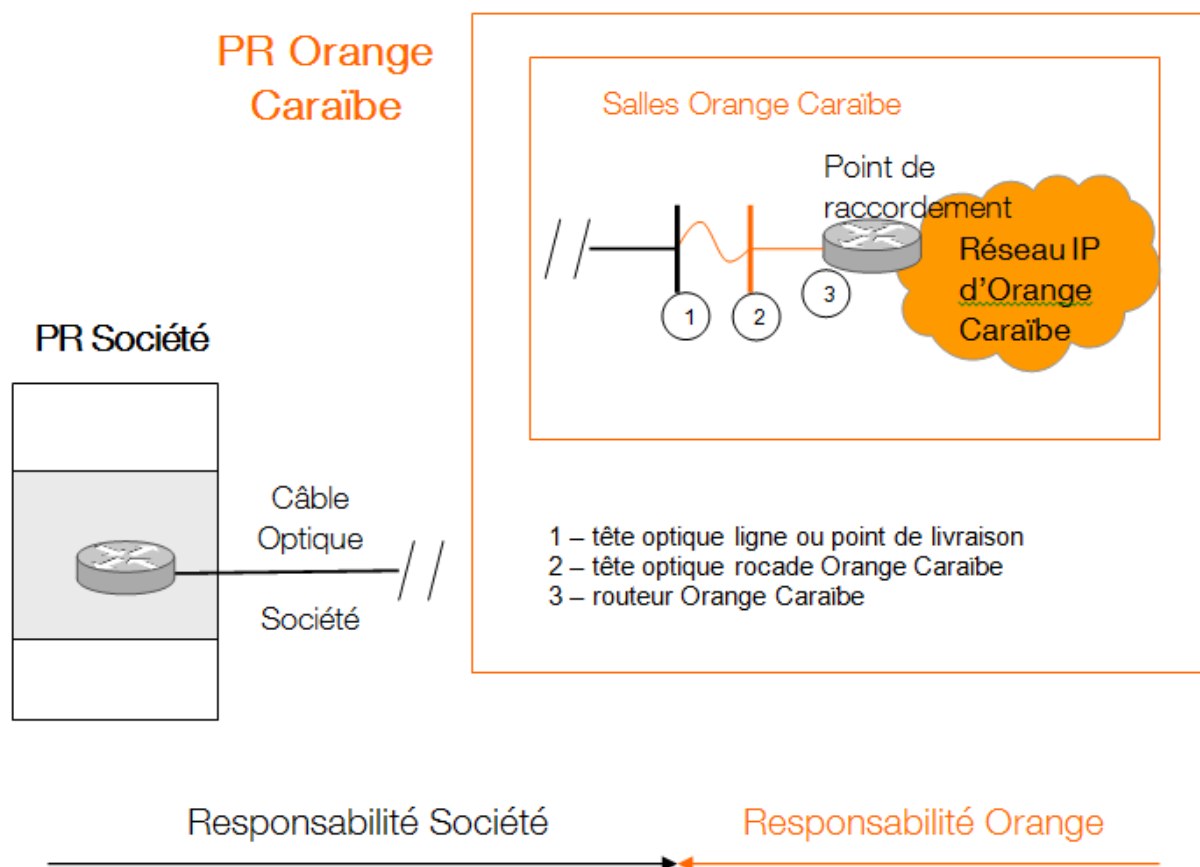 PR Orange
Caraïbe
Salles Orange Caraïbe
Point de
raccordement
Réseau IP
d'Orange
Caraïbe
1
2
3
PR Société
Câble
Optique
Société
1 – tête optique ligne ou point de livraison
2 – tête optique rocade Orange Caraïbe
3 – routeur Orange Caraïbe
Responsabilité Société
Responsabilité Orange